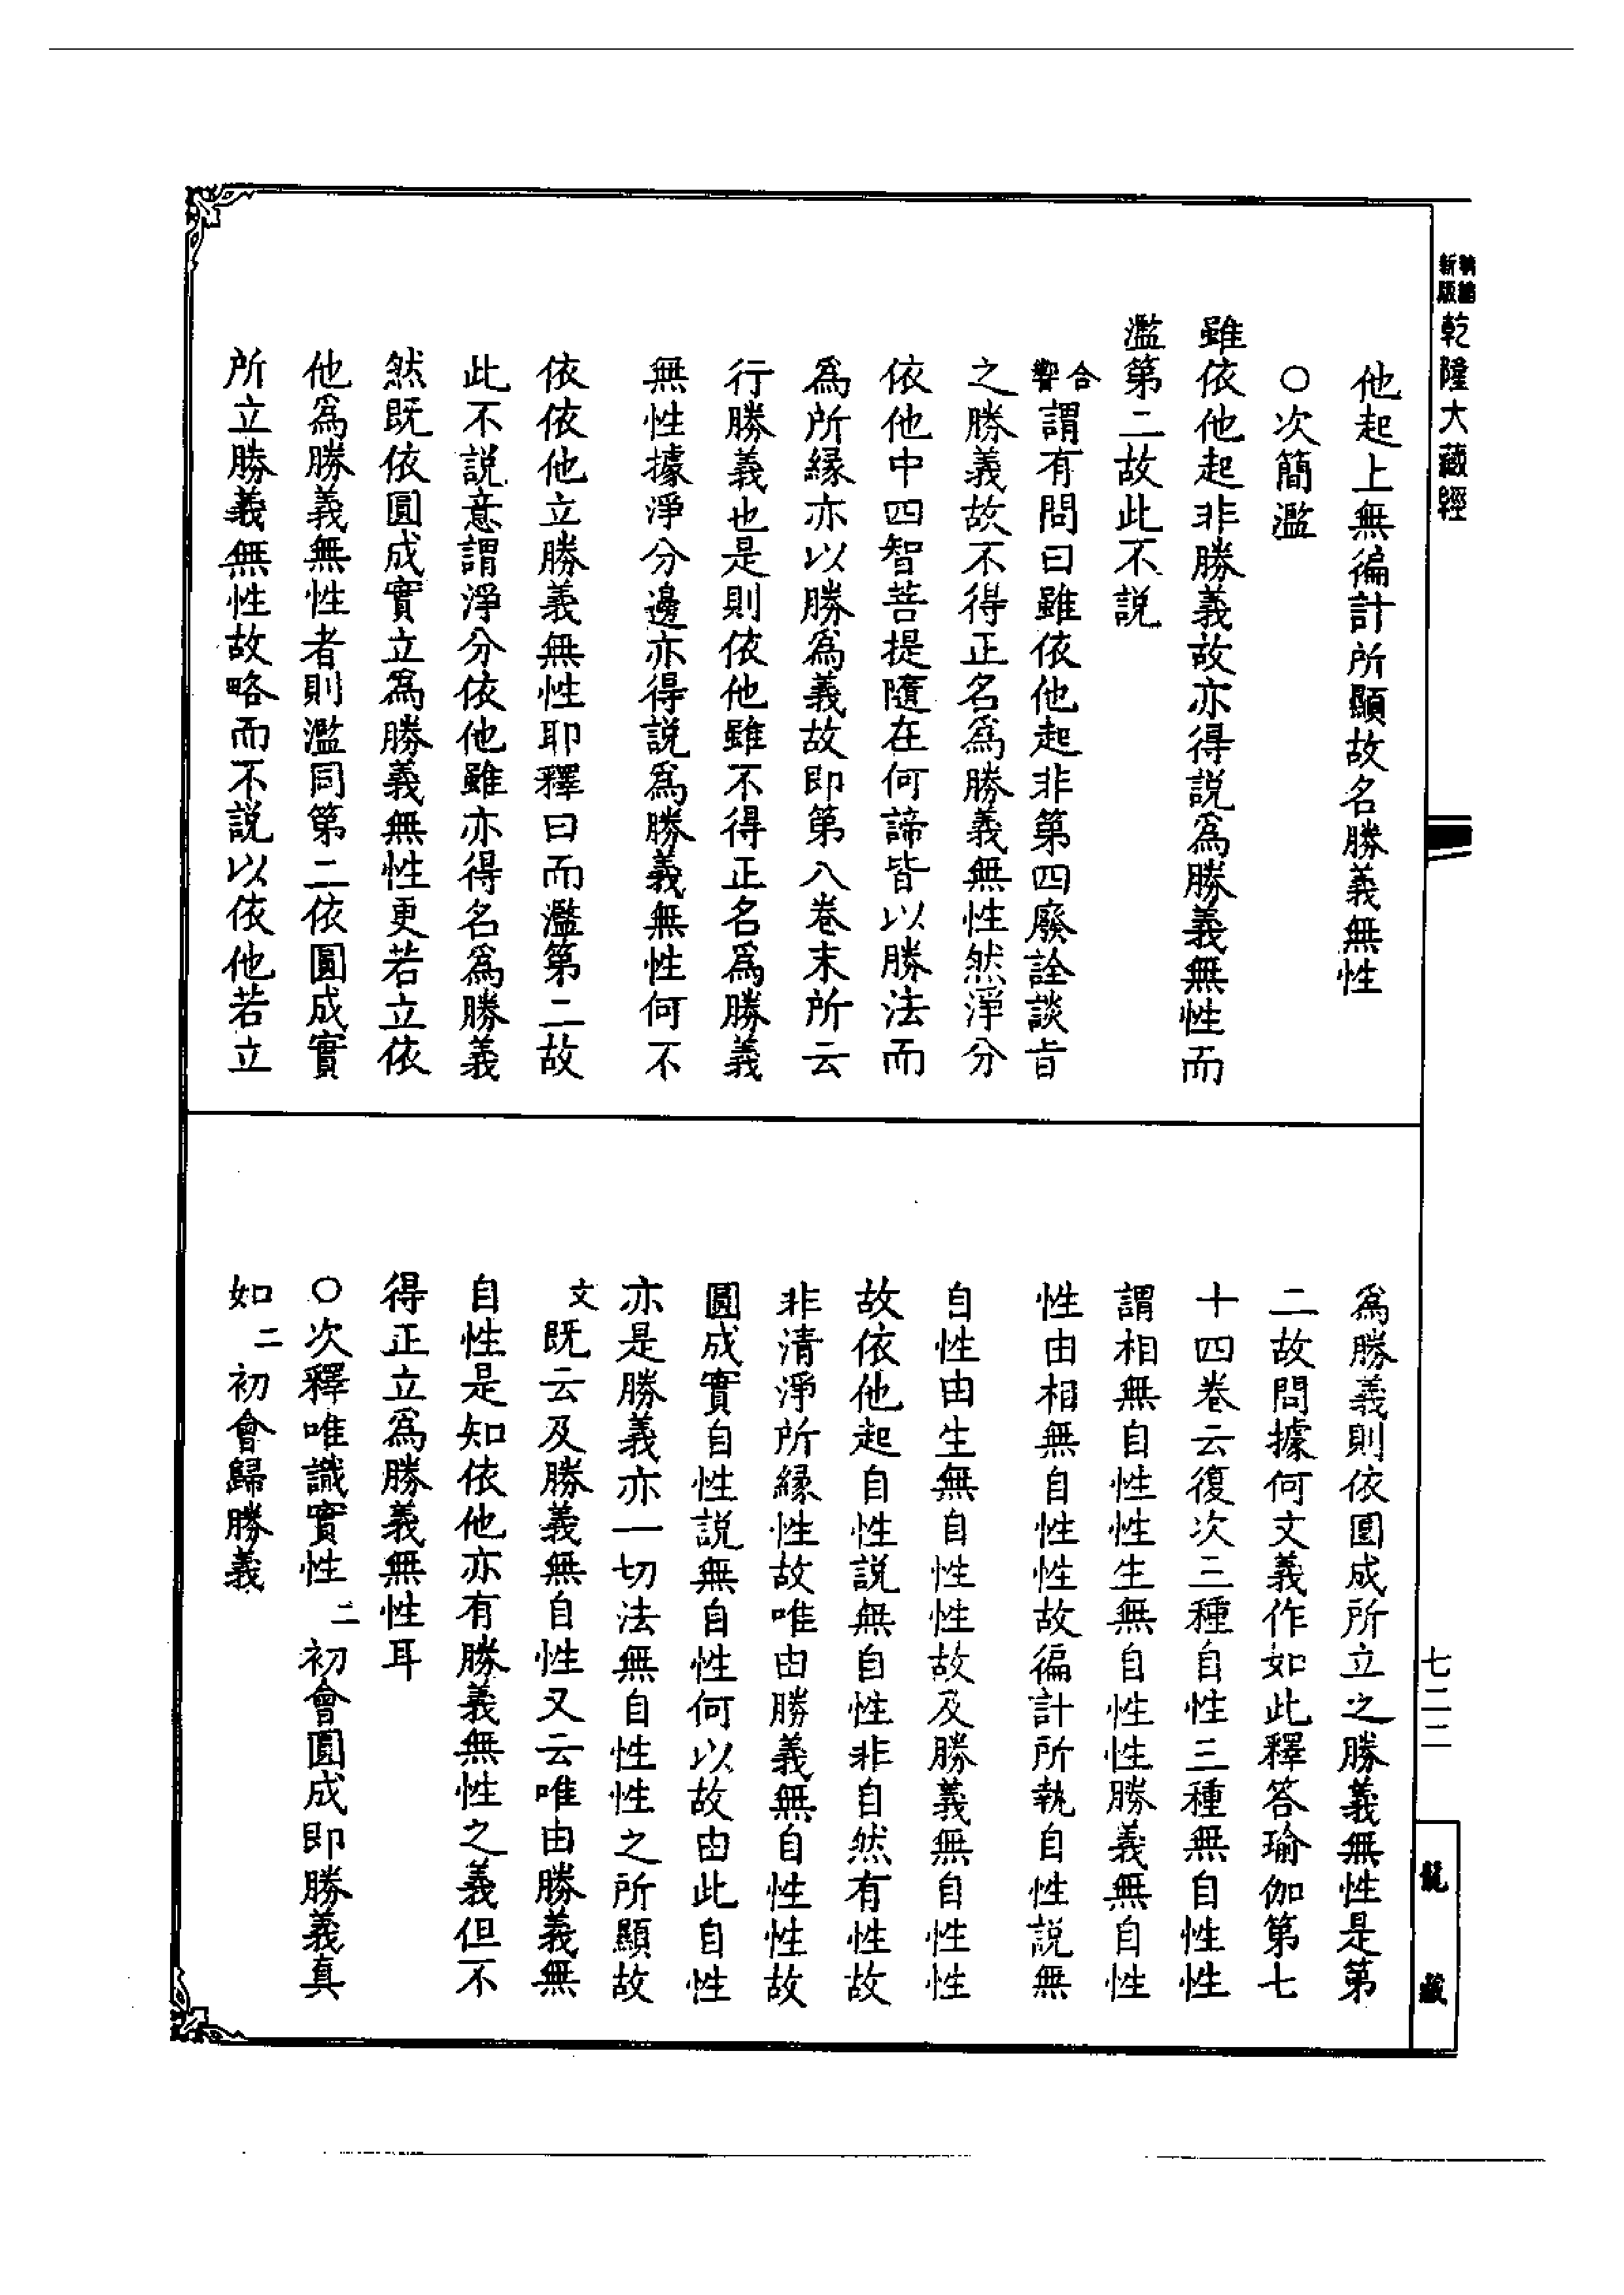 新版
精縮
乾隆大藏經
他起上無徧計所顯故名勝義無性
〇次簡濫
雖依他起非勝義故亦得説爲勝義無性而
濫第二故此不説
合響謂有問曰雖依他起非第四廢詮談旨
之勝義故不得正名爲勝義無性然淨分
依他中四智菩提隨在何諦皆以勝法而
爲所緣亦以勝爲義故即第八卷末所云
行勝義也是則依他雖不得正名爲勝義
無性據淨分邊亦得説爲勝義無性何不
依依他立勝義無性耶釋曰而濫第二故
此不説意謂淨分依他雖亦得名爲勝義
然既依圓成實立爲勝義無性更若立依
他爲勝義無性者則濫同第二依圓成實
所立勝義無性故略而不説以依他若立
爲勝義則依圓成所立之勝義無性是第
二故問據何文義作如此釋答瑜伽第七
十四卷云復次三種自性三種無自性性
謂相無自性性生無自性性勝義無自性
性由相無自性性故徧計所執自性説無
自性由生無自性性故及勝義無自性性
故依他起自性説無自性非自然有性故
非清淨所緣性故唯由勝義無自性性故
圓成實自性説無自性何以故由此自性
亦是勝義亦一切法無自性性之所顯故
文既云及勝義無自性又云唯由勝義無
自性是知依他亦有勝義無性之義但不
得正立爲勝義無性耳
〇次釋唯識實性二初會圓成即勝義真
如二初會歸勝義
七二二
龍藏